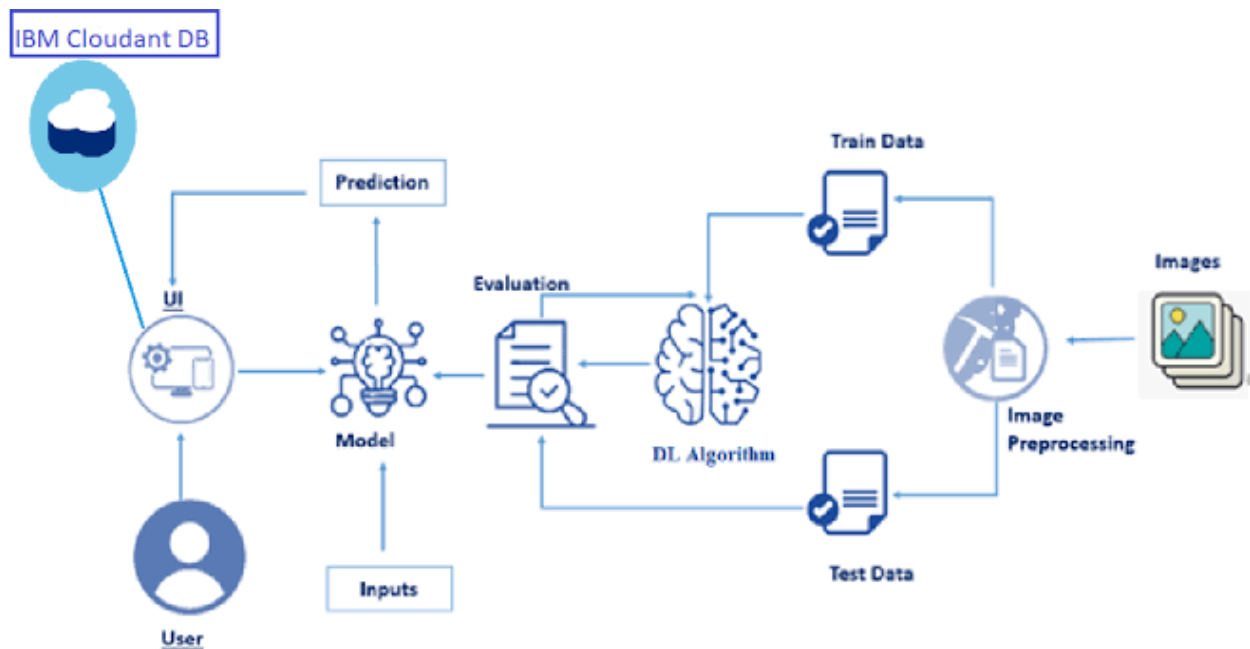 IBM Cloudant DB
Train Data
Prediction
Images
Evaluation
UI
Image
Preprocessing
Model
DL Algorithm
Test Data
Inputs
User